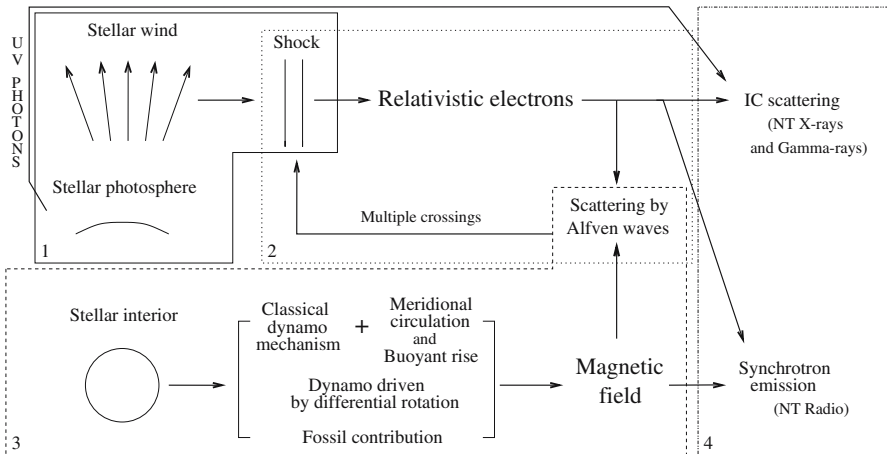 UV PHOTONS
Stellar wind
Shock
Relativistic electrons
IC scattering
(NT X-rays
and Gamma-rays)
Stellar photosphere
Multiple crossings
Scattering by
Alfven waves
1
2
Stellar interior
Classical
dynamo
mechanism
+
Meridional
circulation
and
Buoyant rise
Dynamo driven
by differential rotation
Fossil contribution
Magnetic
field
Synchrotron
emission
(NT Radio)
3
4